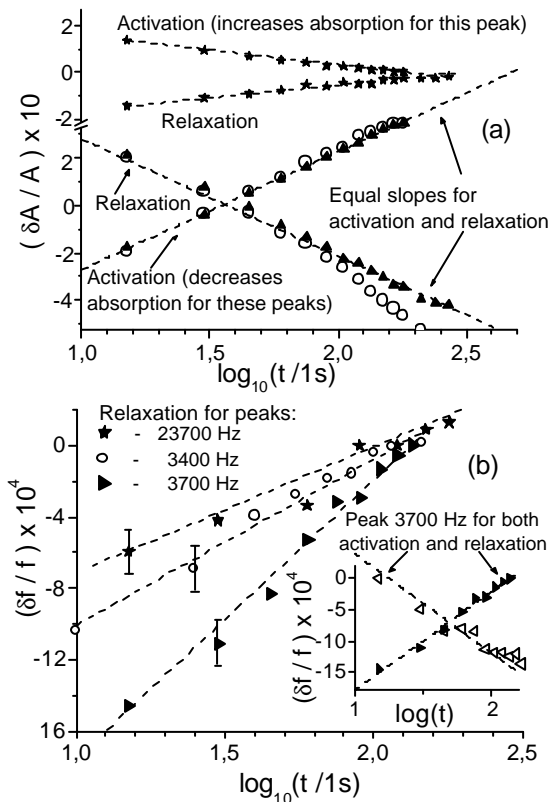 Activation (increases absorption for this peak)
2
0
2
2
0
-2
-4
( δA / A ) x 10
Relaxation
(a)
Relaxation
Equal slopes for
activation and relaxation
Activation (decreases
absorption for these peaks)
1,0 1,5 2,0 2,5
log10(t /1s)
Relaxation for peaks:
- 23700 Hz
- 3400 Hz
- 3700 Hz
(b)
0
-4
-8
-12
16
(δf / f ) x 10^4
Peak 3700 Hz for both
activation and relaxation
0
-5
-10
-15
(δf / f) x 10^4
1 2
log(t)
1,0 1,5 2,0 2,5
log10(t /1s)